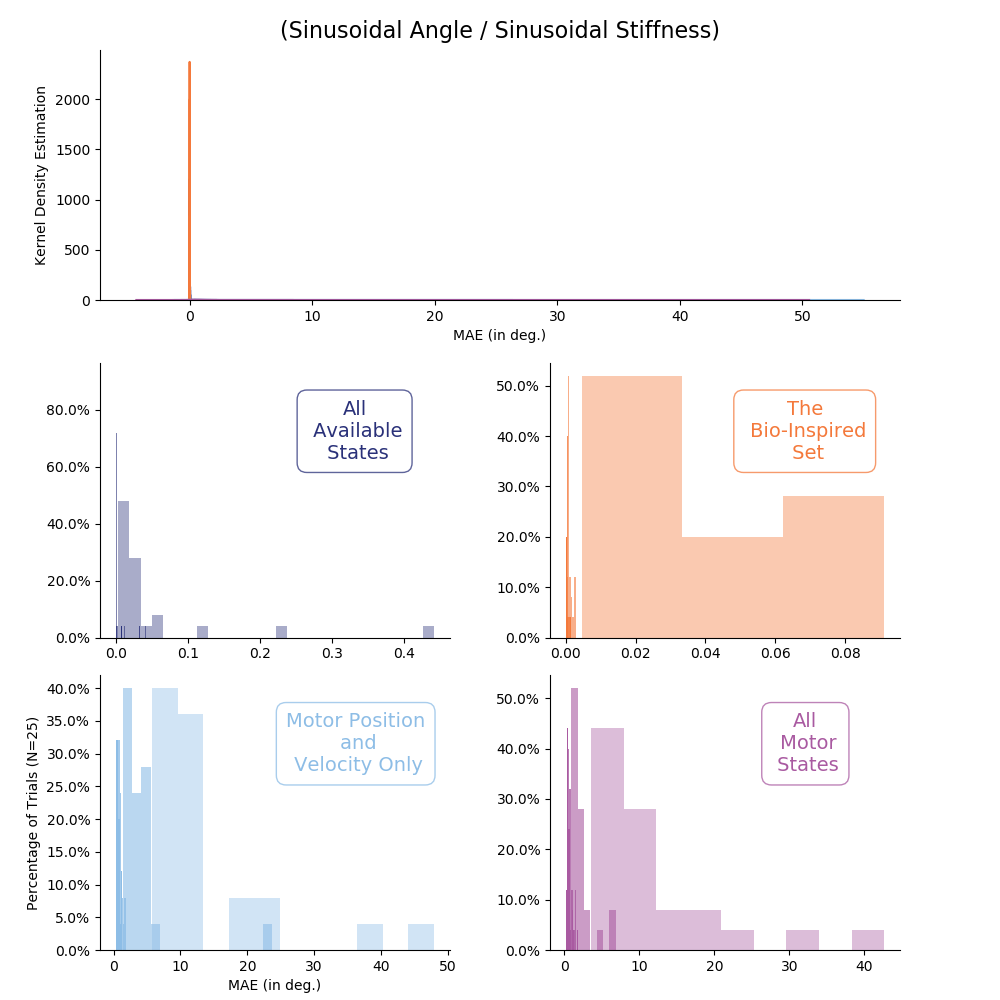 (Sinusoidal Angle / Sinusoidal Stiffness)
Kernel Density Estimation
2000
1500
1000
500
0
0 10 20 30 40 50
MAE (in deg.)
80.0%
60.0%
40.0%
20.0%
0.0%
0.0 0.1 0.2 0.3 0.4
All
Available
States
50.0%
40.0%
30.0%
20.0%
10.0%
0.0%
0.00 0.02 0.04 0.06 0.08
The
Bio-Inspired
Set
Percentage of Trials (N=25)
40.0%
35.0%
30.0%
25.0%
20.0%
15.0%
10.0%
5.0%
0.0%
0 10 20 30 40 50
MAE (in deg.)
Motor Position
and
Velocity Only
50.0%
40.0%
30.0%
20.0%
10.0%
0.0%
0 10 20 30 40
All
Motor
States